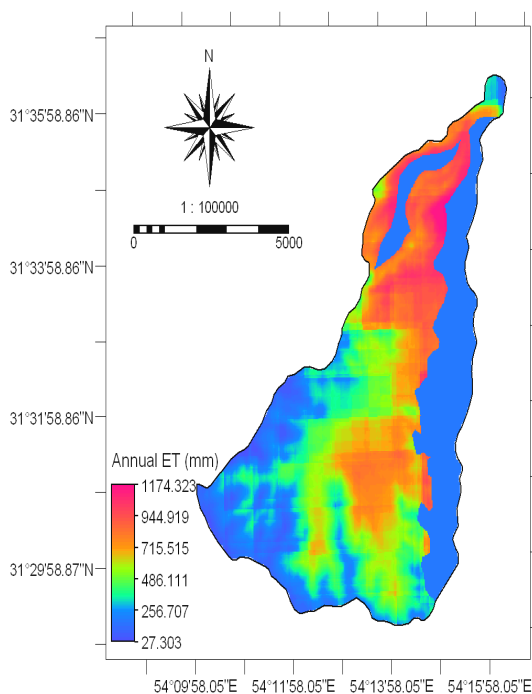 N
31°35'58.86"N
1 : 100000
0 5000
31°33'58.86"N
31°31'58.86"N
Annual ET (mm)
1174.323
944.919
715.515
486.111
256.707
27.303
31°29'58.87"N
54°09'58.05"E 54°11'58.05"E 54°13'58.05"E 54°15'58.05"E